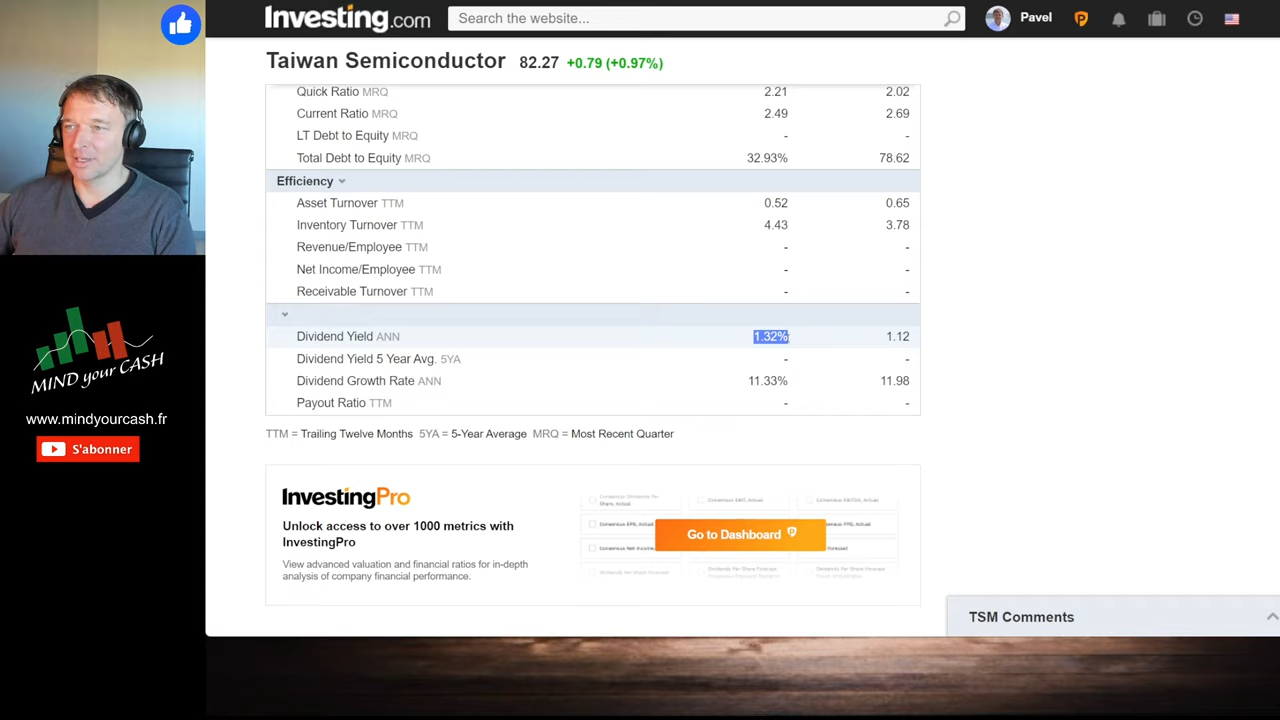 Investing.com
Search the website...
Pavel
Taiwan Semiconductor 82.27 +0.79 (+0.97%)
Quick Ratio MRQ 2.21 2.02
Current Ratio MRQ 2.49 2.69
LT Debt to Equity MRQ - -
Total Debt to Equity MRQ 32.93% 78.62
Efficiency
Asset Turnover TTM 0.52 0.65
Inventory Turnover TTM 4.43 3.78
Revenue/Employee TTM - -
Net Income/Employee TTM - -
Receivable Turnover TTM - -
Dividend Yield ANN 1.32% 1.12
Dividend Yield 5 Year Avg. 5YA - -
Dividend Growth Rate ANN 11.33% 11.98
Payout Ratio TTM - -
TTM = Trailing Twelve Months 5YA = 5-Year Average MRQ = Most Recent Quarter
InvestingPro
Unlock access to over 1000 metrics with
InvestingPro
View advanced valuation and financial ratios for in-depth
analysis of company financial performance.
Go to Dashboard
TSM Comments
MIND your CASH
www.mindyourcash.fr
S'abonner